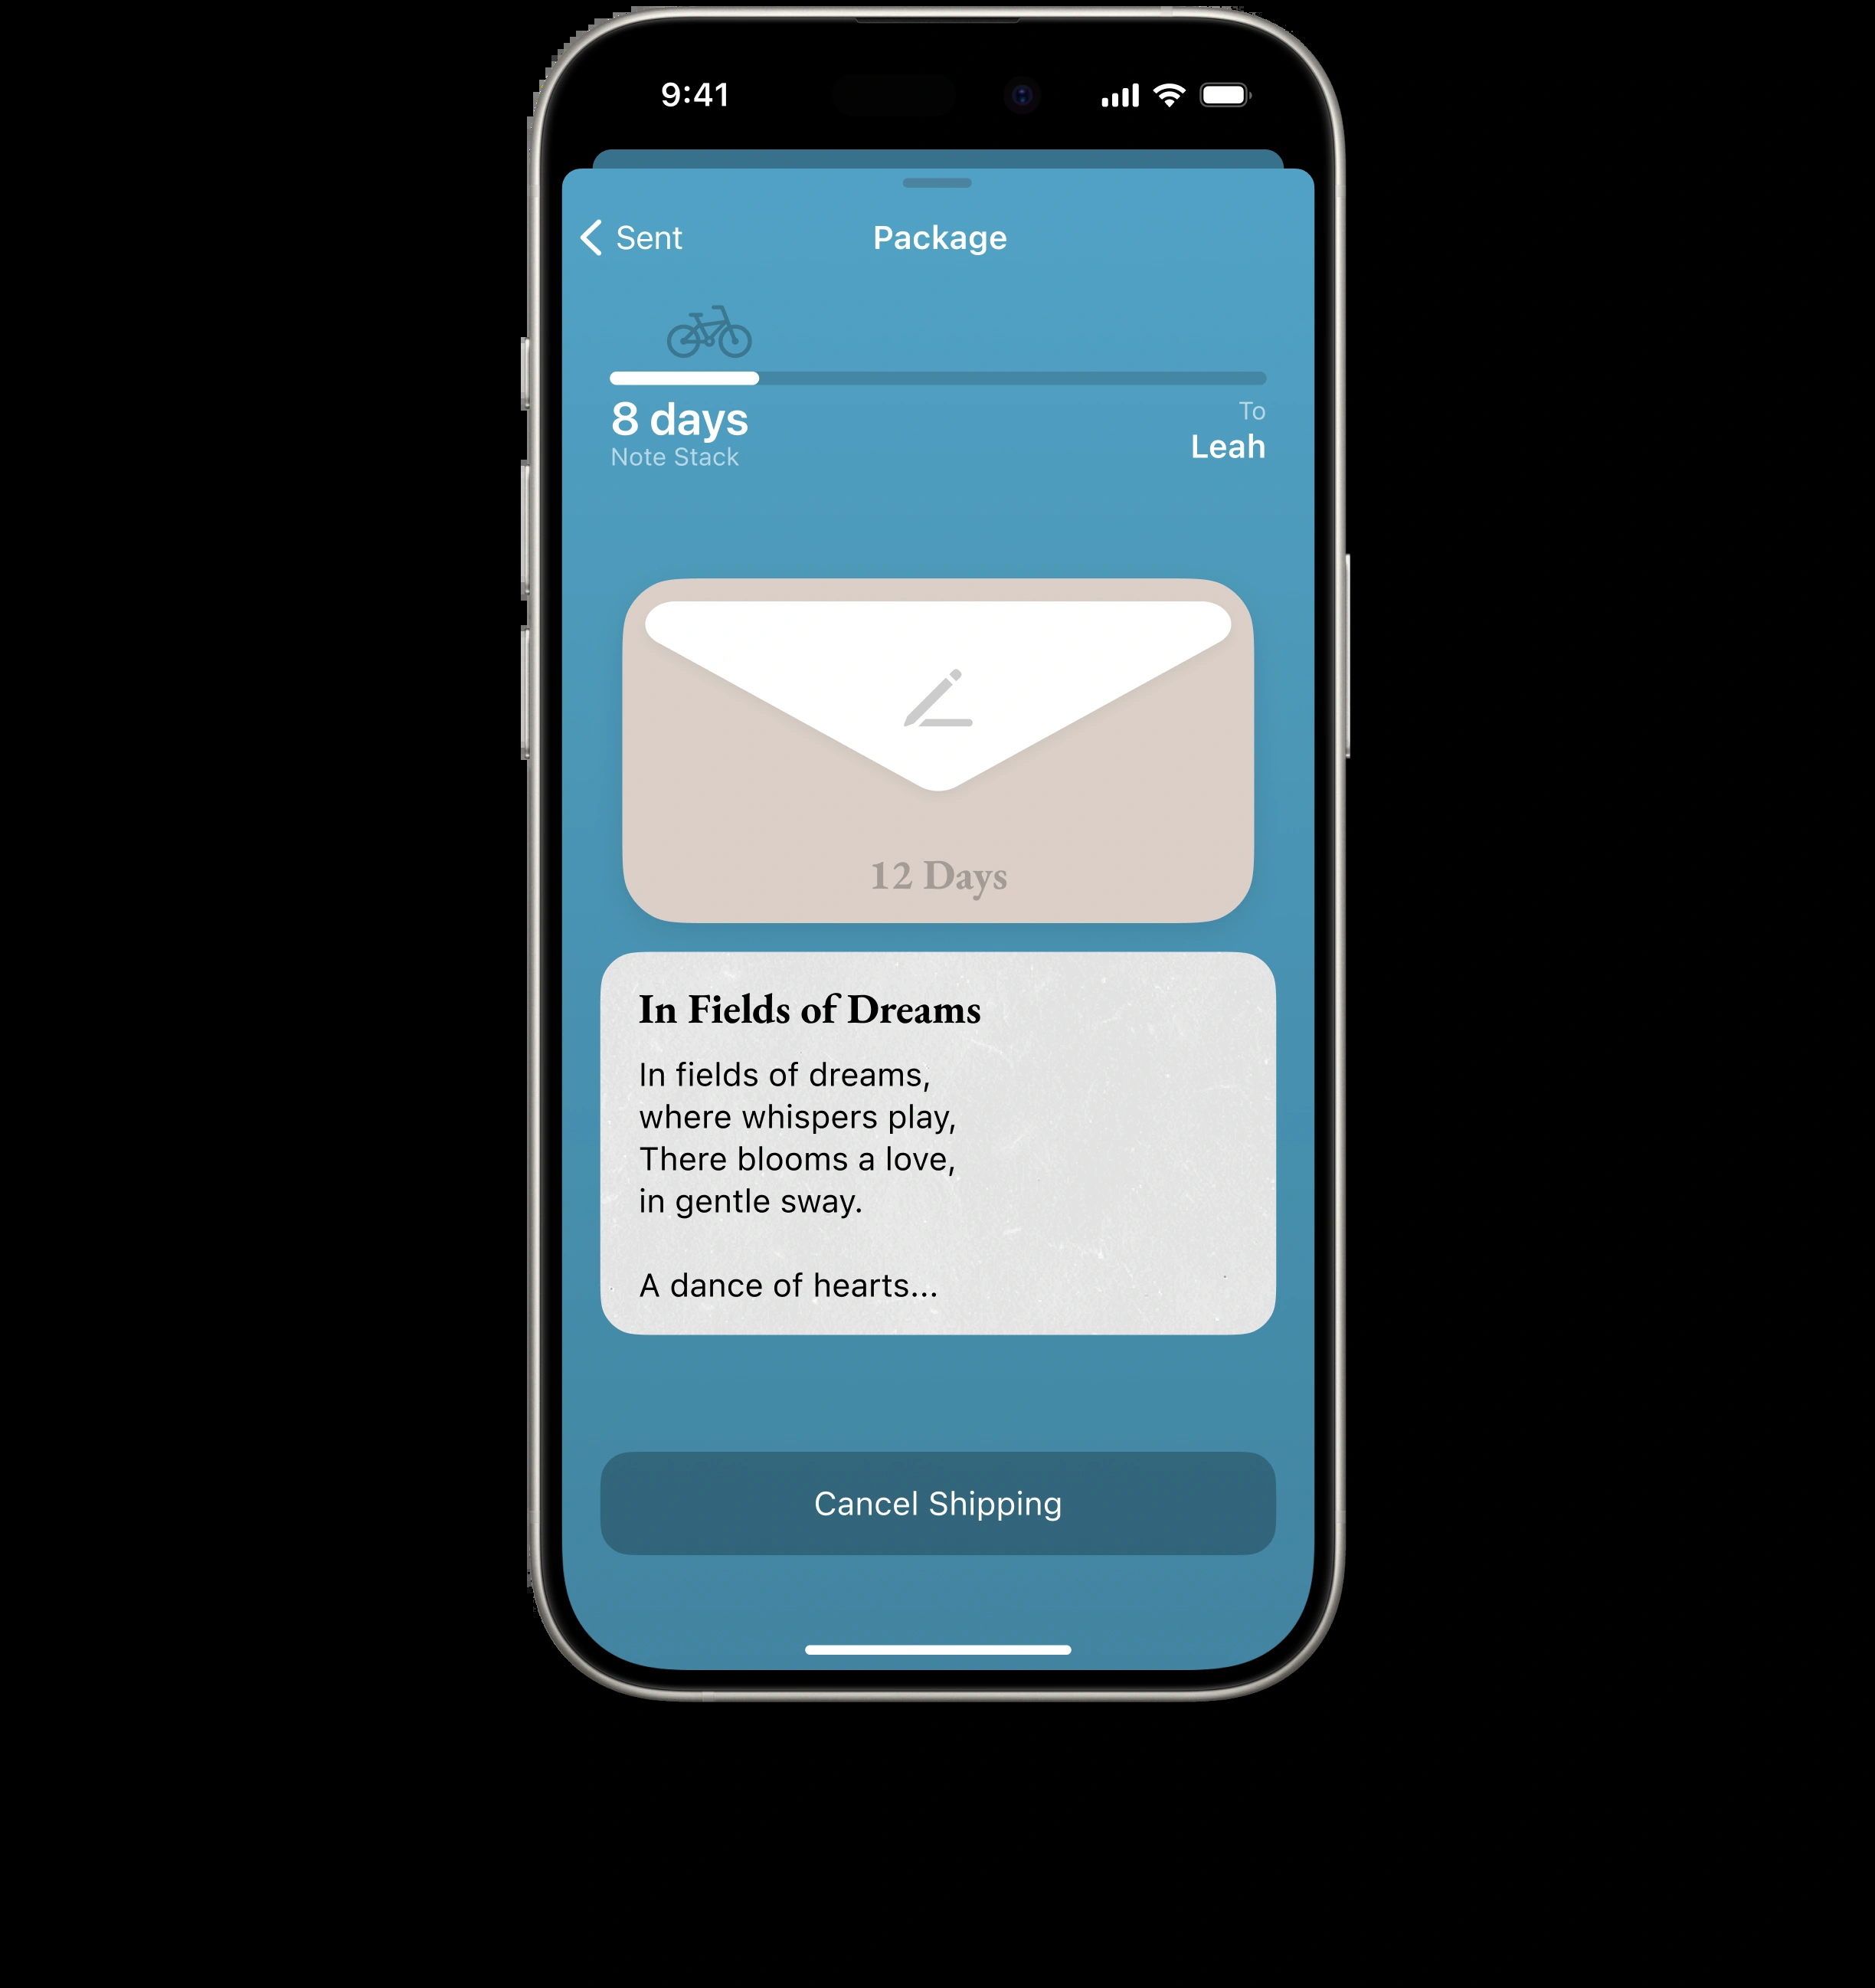 9:41
Sent
Package
8 days
Note Stack
To
Leah
12 Days
In Fields of Dreams
In fields of dreams,
where whispers play,
There blooms a love,
in gentle sway.
A dance of hearts...
Cancel Shipping